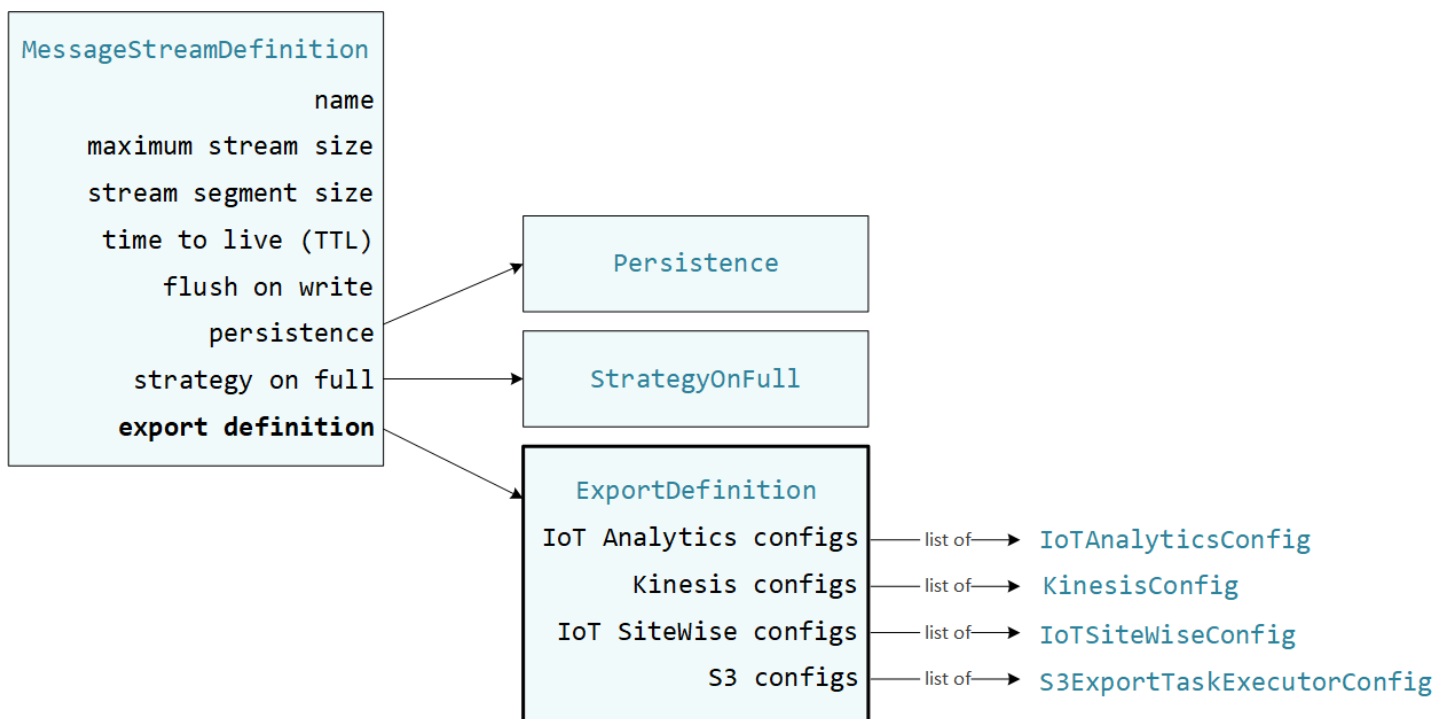 MessageStreamDefinition
name
maximum stream size
stream segment size
time to live (TTL)
flush on write
persistence
strategy on full
export definition
Persistence
StrategyOnFull
ExportDefinition
IoT Analytics configs list of IoTAnalyticsConfig
Kinesis configs list of KinesisConfig
IoT SiteWise configs list of IoTSiteWiseConfig
S3 configs list of S3ExportTaskExecutorConfig